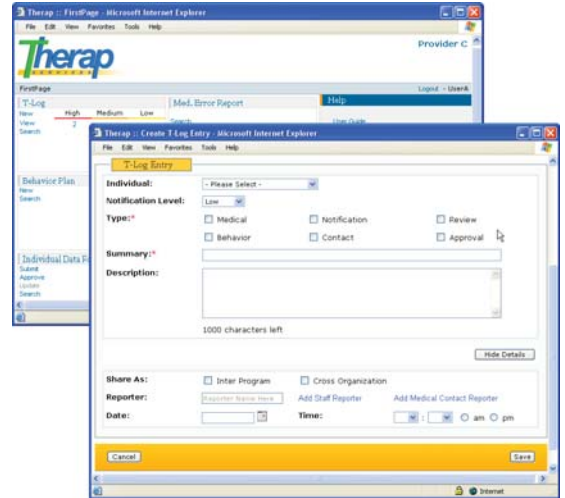 Therap :: FirstPage - Microsoft Internet Explorer
File Edit View Favorites Tools Help
Therap
SERVICES
Provider C
FirstPage
Logout - UserA
T-Log
New High Medium Low
View 2
Search
Med. Error Report
Search
Help
User Guide
Behavior Plan
New
Search
Individual Data Fo
Submit
Approve
Update
Search
Therap :: Create T-Log Entry - Microsoft Internet Explorer
File Edit View Favorites Tools Help
T-Log Entry
Individual: - Please Select -
Notification Level: Low
Type:* Medical Notification Review
Behavior Contact Approval
Summary:*
Description:
1000 characters left
Hide Details
Share As: Inter Program Cross Organization
Reporter: Reporter Name Here Add Staff Reporter Add Medical Contact Reporter
Date: Time: : am pm
Cancel Save
Internet